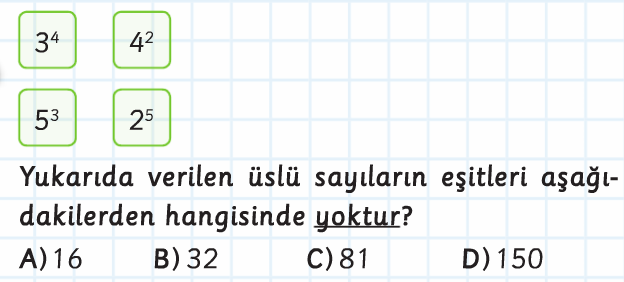 3⁴ 4²
5³ 2⁵
Yukarıda verilen üslü sayıların eşitleri aşağı-
dakilerden hangisinde yoktur?
A) 16 B) 32 C) 81 D) 150